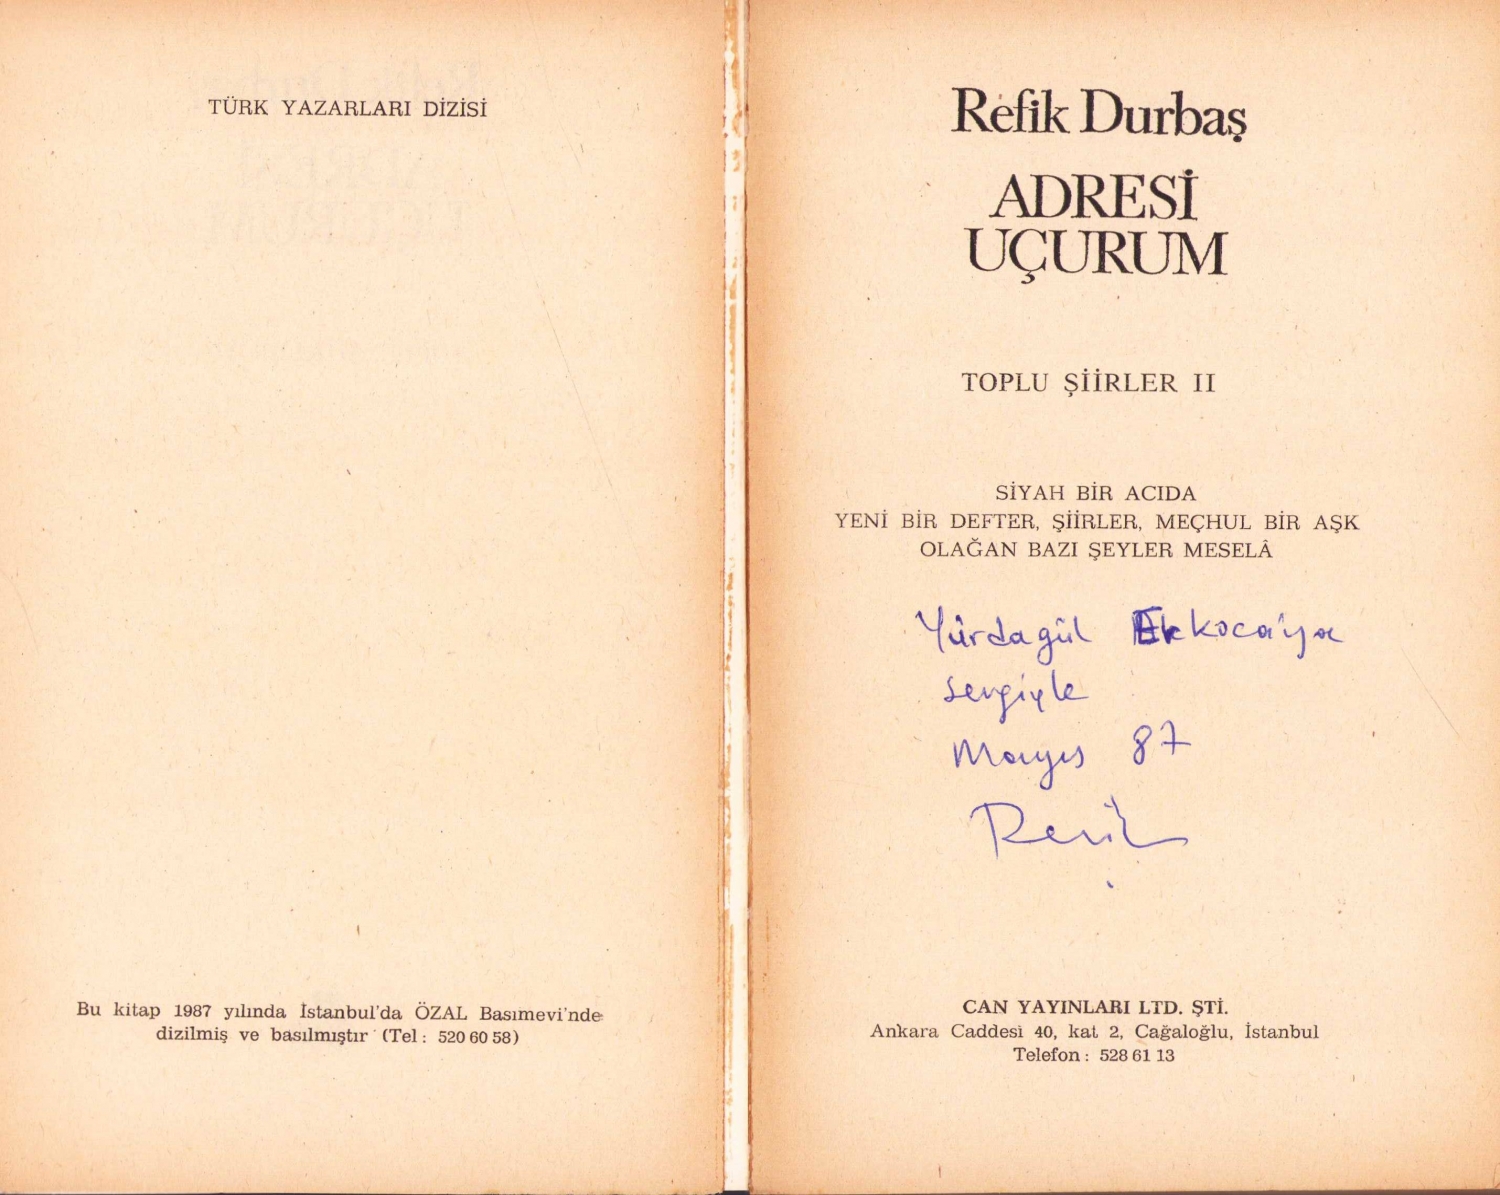 TÜRK YAZARLARI DİZİSİ
Bu kitap 1987 yılında İstanbul'da ÖZAL Basımevi'nde
dizilmiş ve basılmıştır (Tel : 520 60 58)
Refik Durbaş
ADRESİ
UÇURUM
TOPLU ŞİİRLER II
SİYAH BİR ACIDA
YENİ BİR DEFTER, ŞİİRLER, MEÇHUL BİR AŞK
OLAĞAN BAZI ŞEYLER MESELÂ
Yurdagül
sevgiyle
Mayıs 87
Refik
CAN YAYINLARI LTD. ŞTİ.
Ankara Caddesi 40, kat 2, Cağaloğlu, İstanbul
Telefon : 528 61 13